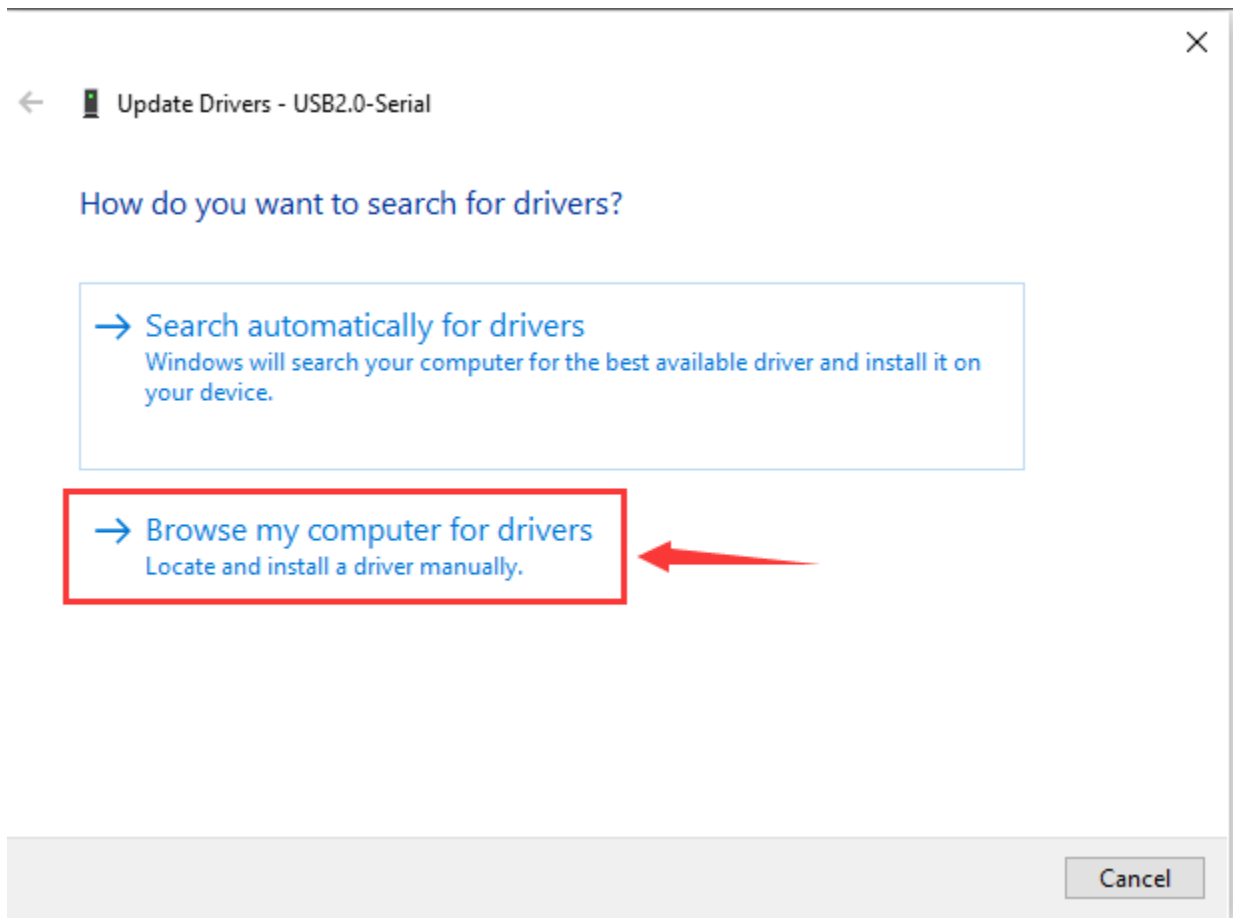 Update Drivers - USB2.0-Serial
How do you want to search for drivers?
Search automatically for drivers
Windows will search your computer for the best available driver and install it on
your device.
Browse my computer for drivers
Locate and install a driver manually.
Cancel